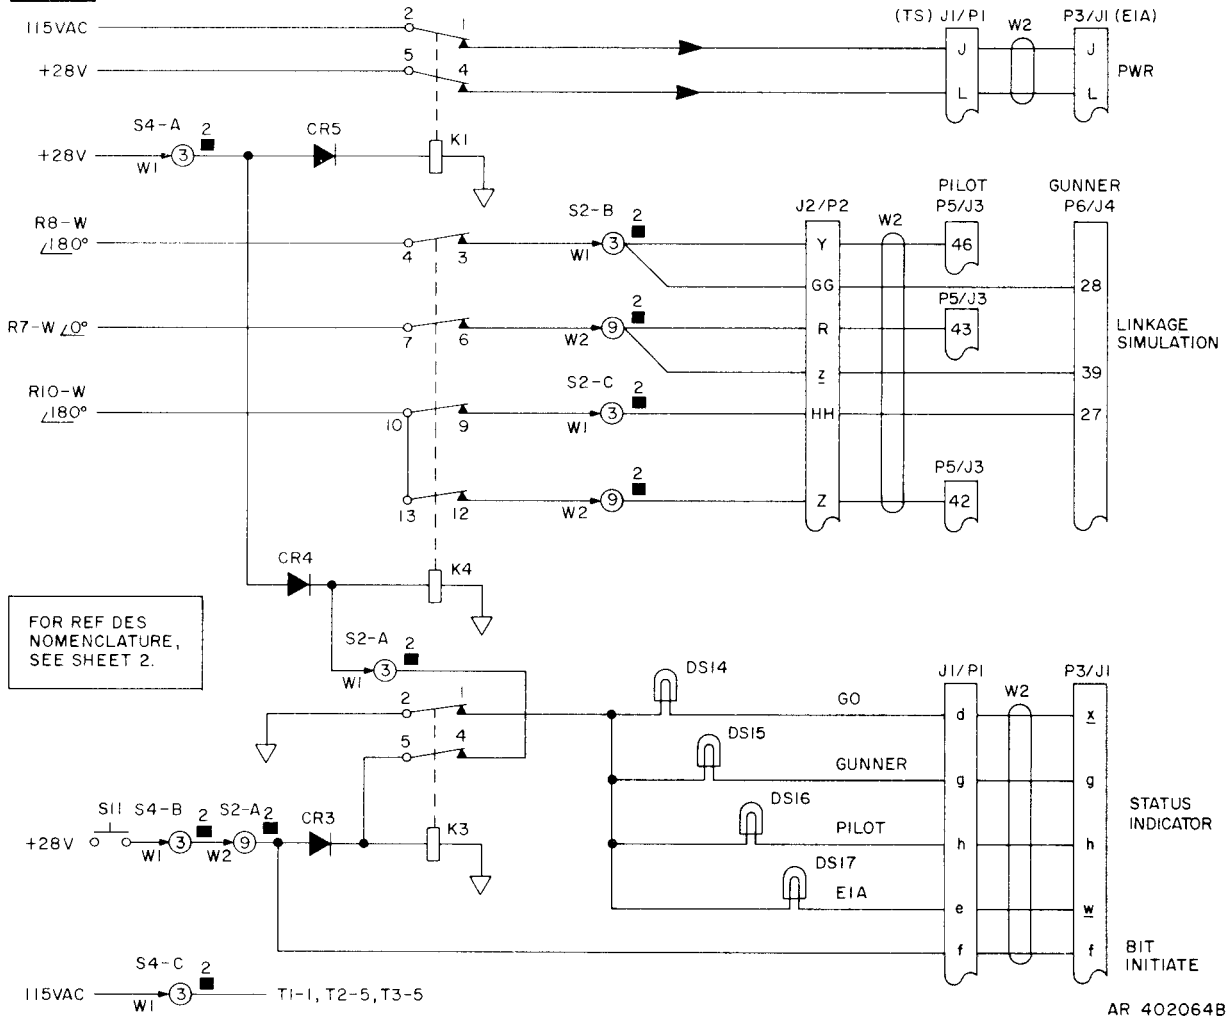 115VAC 2 1 (TS) J1/P1 W2 P3/J1 (EIA)
J J
+28V 5 4 PWR
L L
S4-A 2 CR5 K1
+28V W1 3
PILOT GUNNER
R8-W S2-B 2 J2/P2 W2 P5/J3 P6/J4
∠180° 4 3 W1 3 Y 46
GG 28
P5/J3
R7-W ∠0° 7 6 W2 9 2 R 43 LINKAGE
SIMULATION
z 39
R10-W S2-C 2
∠180° 10 9 W1 3 HH 27
P5/J3
13 12 W2 9 2 Z 42
CR4 K4
FOR REF DES
NOMENCLATURE,
SEE SHEET 2.
S2-A 2
W1 3
DS14 J1/P1 W2 P3/J1
2 1 GO d x
5 4 DS15 GUNNER g g
S11 S4-B 2 S2-A 2 CR3 K3 DS16 STATUS
INDICATOR
+28V W1 3 W2 9 PILOT h h
DS17
EIA e w
f f BIT
INITIATE
S4-C 2
115VAC W1 3 T1-1, T2-5, T3-5
AR 402064B